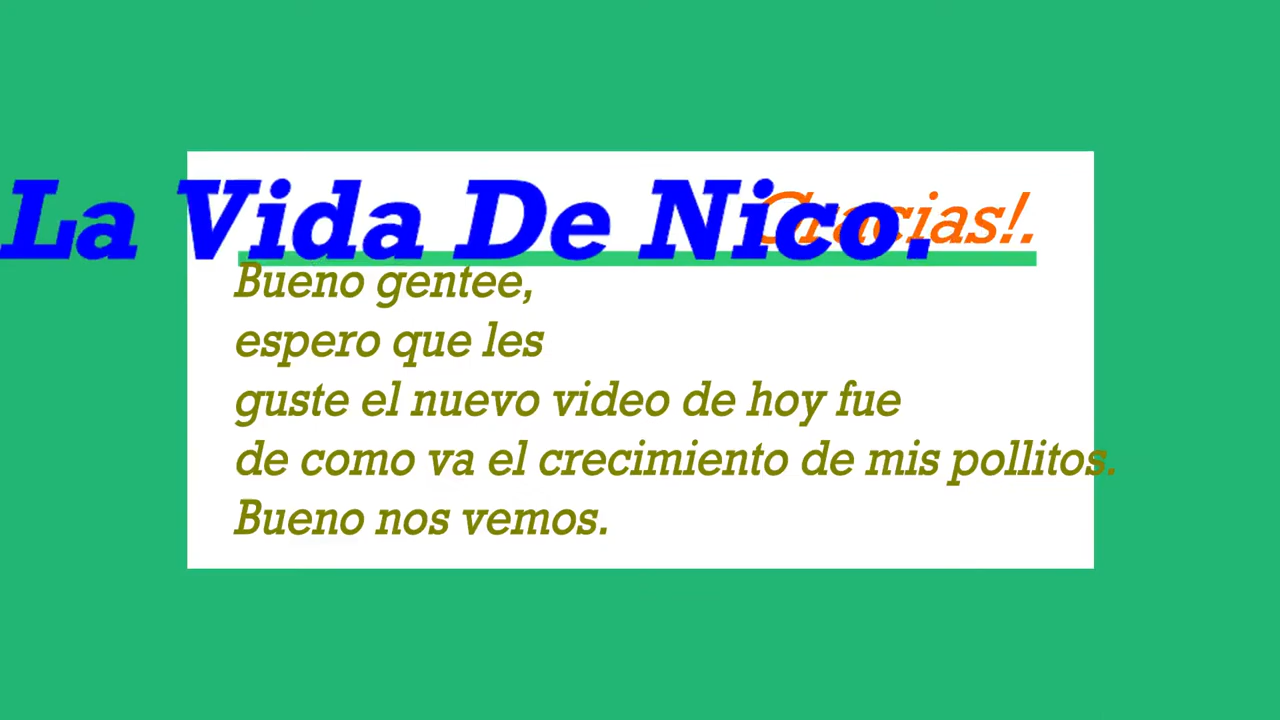 La Vida De Nico.
Gracias!.
Bueno gentee,
espero que les
guste el nuevo video de hoy fue
de como va el crecimiento de mis pollitos.
Bueno nos vemos.